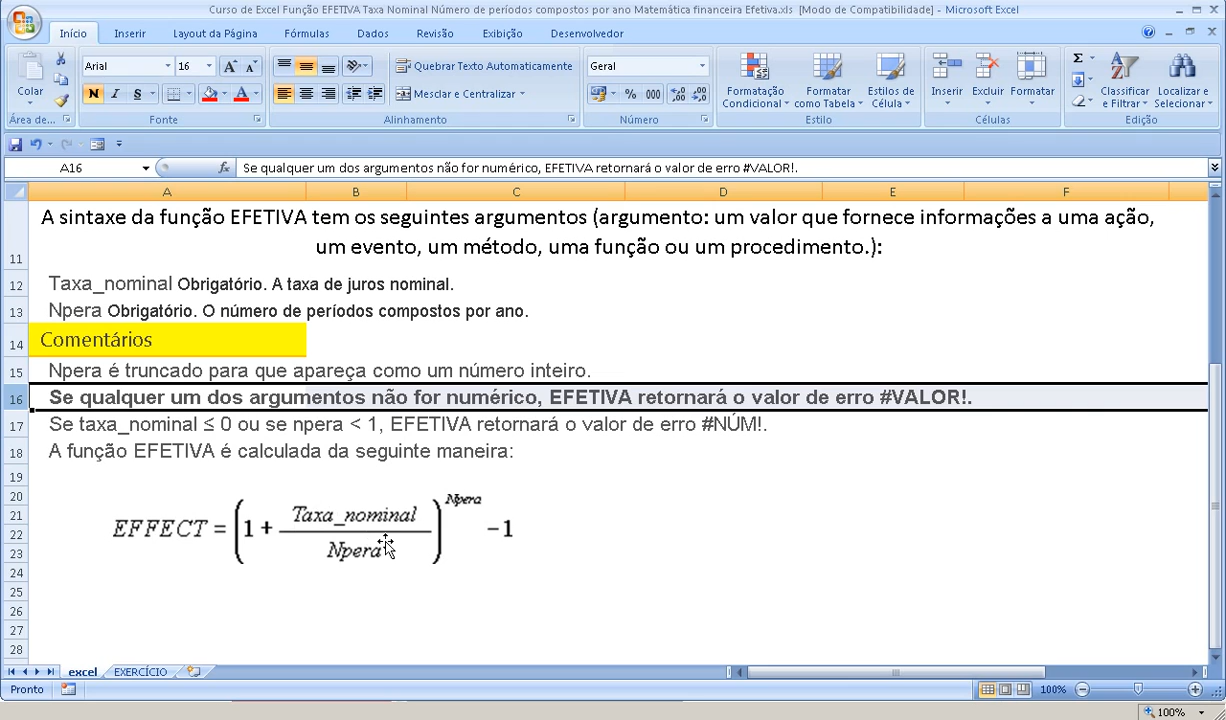 Curso de Excel Função EFETIVA Taxa Nominal Número de períodos compostos por ano Matemática financeira Efetiva.xls [Modo de Compatibilidade] - Microsoft Excel
Início Inserir Layout da Página Fórmulas Dados Revisão Exibição Desenvolvedor
Colar
Área de...
Arial 16
N I S
Fonte
Quebrar Texto Automaticamente
Mesclar e Centralizar
Alinhamento
Geral
% 000
Número
Formatação Condicional
Formatar como Tabela
Estilos de Célula
Estilo
Inserir Excluir Formatar
Células
Classificar e Filtrar
Localizar e Selecionar
Edição
A16 fx Se qualquer um dos argumentos não for numérico, EFETIVA retornará o valor de erro #VALOR!.
A B C D E F
A sintaxe da função EFETIVA tem os seguintes argumentos (argumento: um valor que fornece informações a uma ação,
11 um evento, um método, uma função ou um procedimento.):
12 Taxa_nominal Obrigatório. A taxa de juros nominal.
13 Npera Obrigatório. O número de períodos compostos por ano.
14 Comentários
15 Npera é truncado para que apareça como um número inteiro.
16 Se qualquer um dos argumentos não for numérico, EFETIVA retornará o valor de erro #VALOR!.
17 Se taxa_nominal ≤ 0 ou se npera < 1, EFETIVA retornará o valor de erro #NÚM!.
18 A função EFETIVA é calculada da seguinte maneira:
19
20
21
22
23
24
25
26
27
28
EFFECT = (1 + Taxa_nominal / Npera)^Npera − 1
excel EXERCÍCIO
Pronto 100%
100%